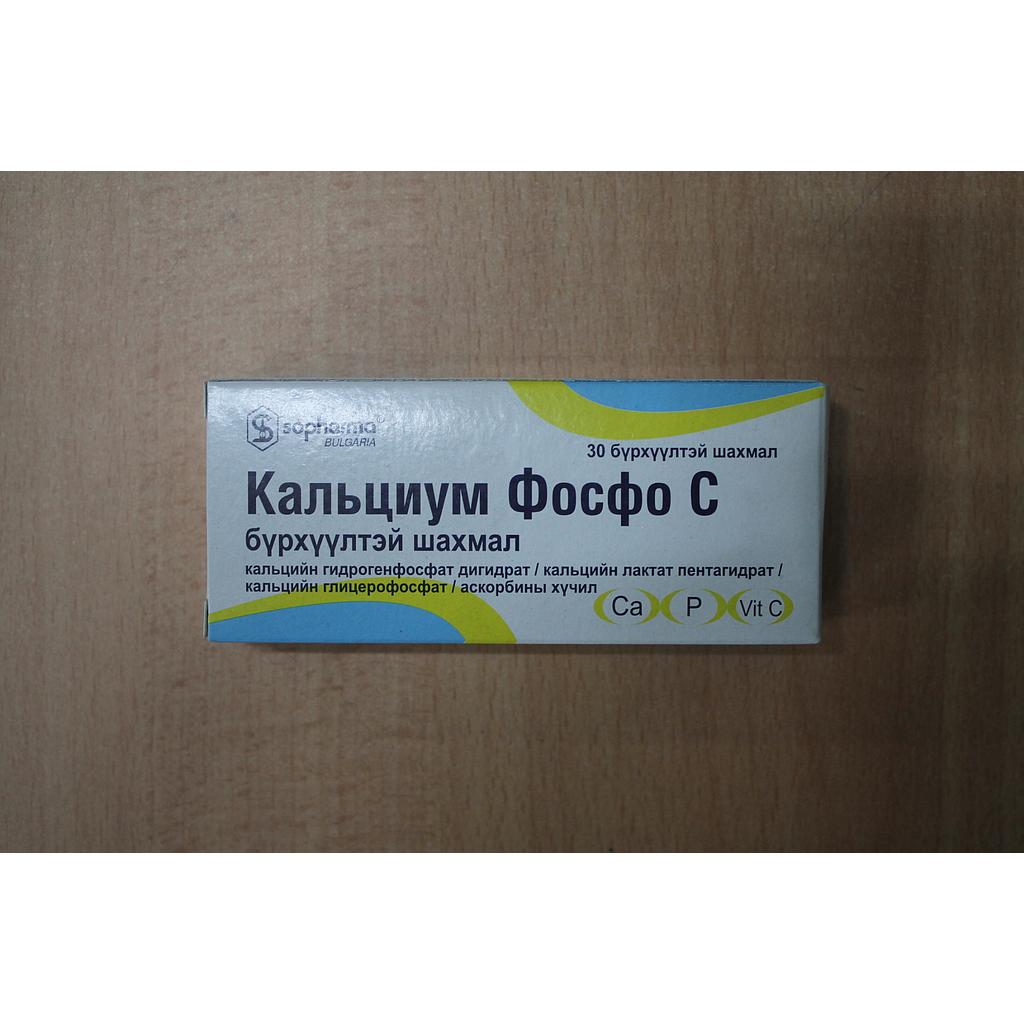 sopharma®
BULGARIA
30 бүрхүүлтэй шахмал
Кальциум Фосфо С
бүрхүүлтэй шахмал
кальцийн гидрогенфосфат дигидрат / кальцийн лактат пентагидрат /
кальцийн глицерофосфат / аскорбины хүчил
Ca P Vit C